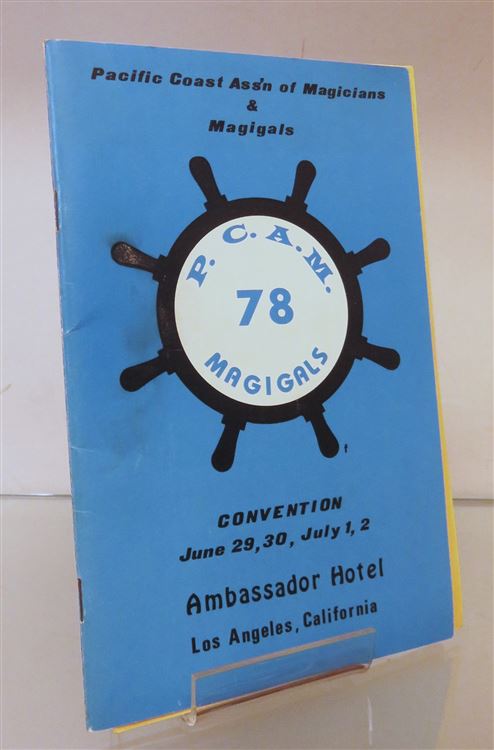 Pacific Coast Ass'n of Magicians
&
Magigals
P. C. A. M.
78
MAGIGALS
f
CONVENTION
June 29, 30, July 1, 2
Ambassador Hotel
Los Angeles, California